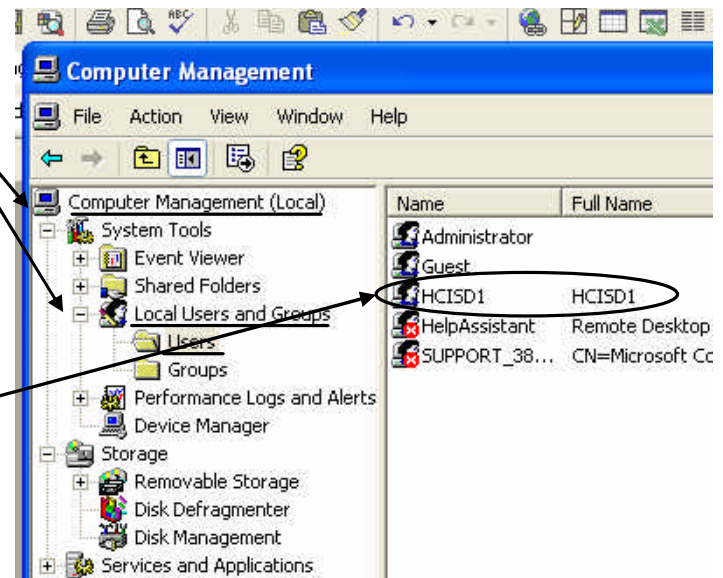 ABC
Computer Management
File Action View Window Help
Computer Management (Local)
System Tools
Event Viewer
Shared Folders
Local Users and Groups
Users
Groups
Performance Logs and Alerts
Device Manager
Storage
Removable Storage
Disk Defragmenter
Disk Management
Services and Applications
Name Full Name
Administrator
Guest
HCISD1 HCISD1
HelpAssistant Remote Desktop
SUPPORT_38... CN=Microsoft Co